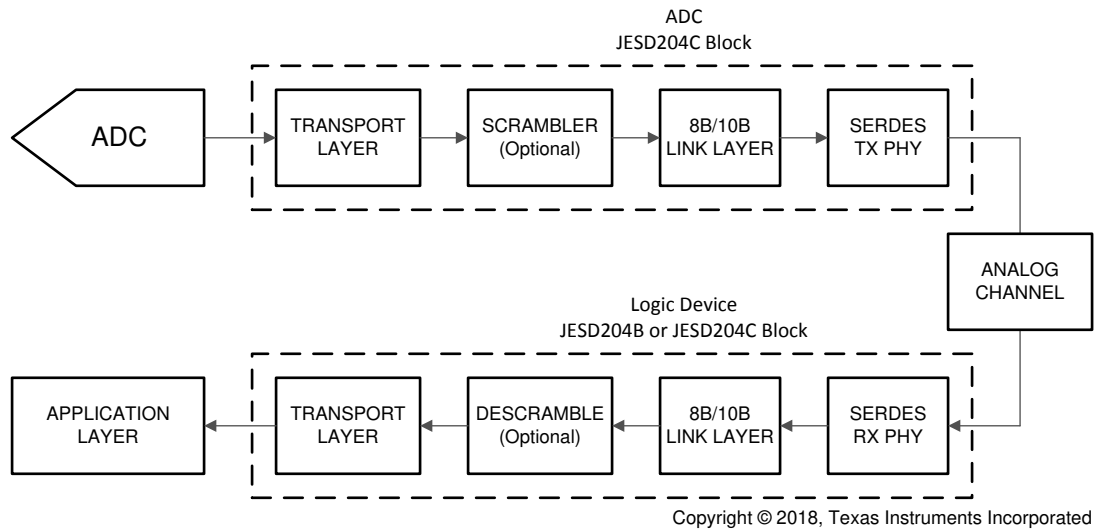 ADC
JESD204C Block
ADC
TRANSPORT
LAYER
SCRAMBLER
(Optional)
8B/10B
LINK LAYER
SERDES
TX PHY
ANALOG
CHANNEL
Logic Device
JESD204B or JESD204C Block
APPLICATION
LAYER
TRANSPORT
LAYER
DESCRAMBLE
(Optional)
8B/10B
LINK LAYER
SERDES
RX PHY
Copyright © 2018, Texas Instruments Incorporated